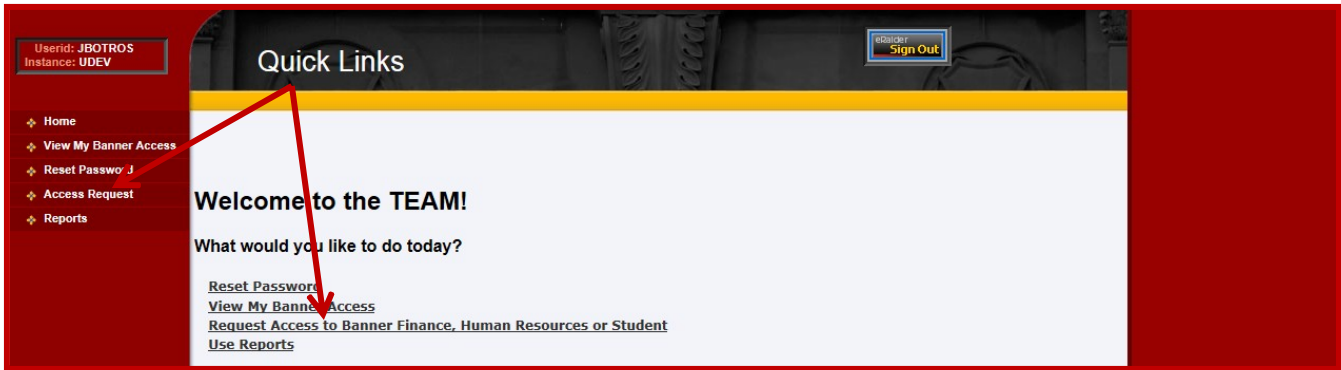 Userid: JBOTROS
Instance: UDEV
Quick Links
eRaider
Sign Out
Home
View My Banner Access
Reset Password
Access Request
Reports
Welcome to the TEAM!
What would you like to do today?
Reset Password
View My Banner Access
Request Access to Banner Finance, Human Resources or Student
Use Reports